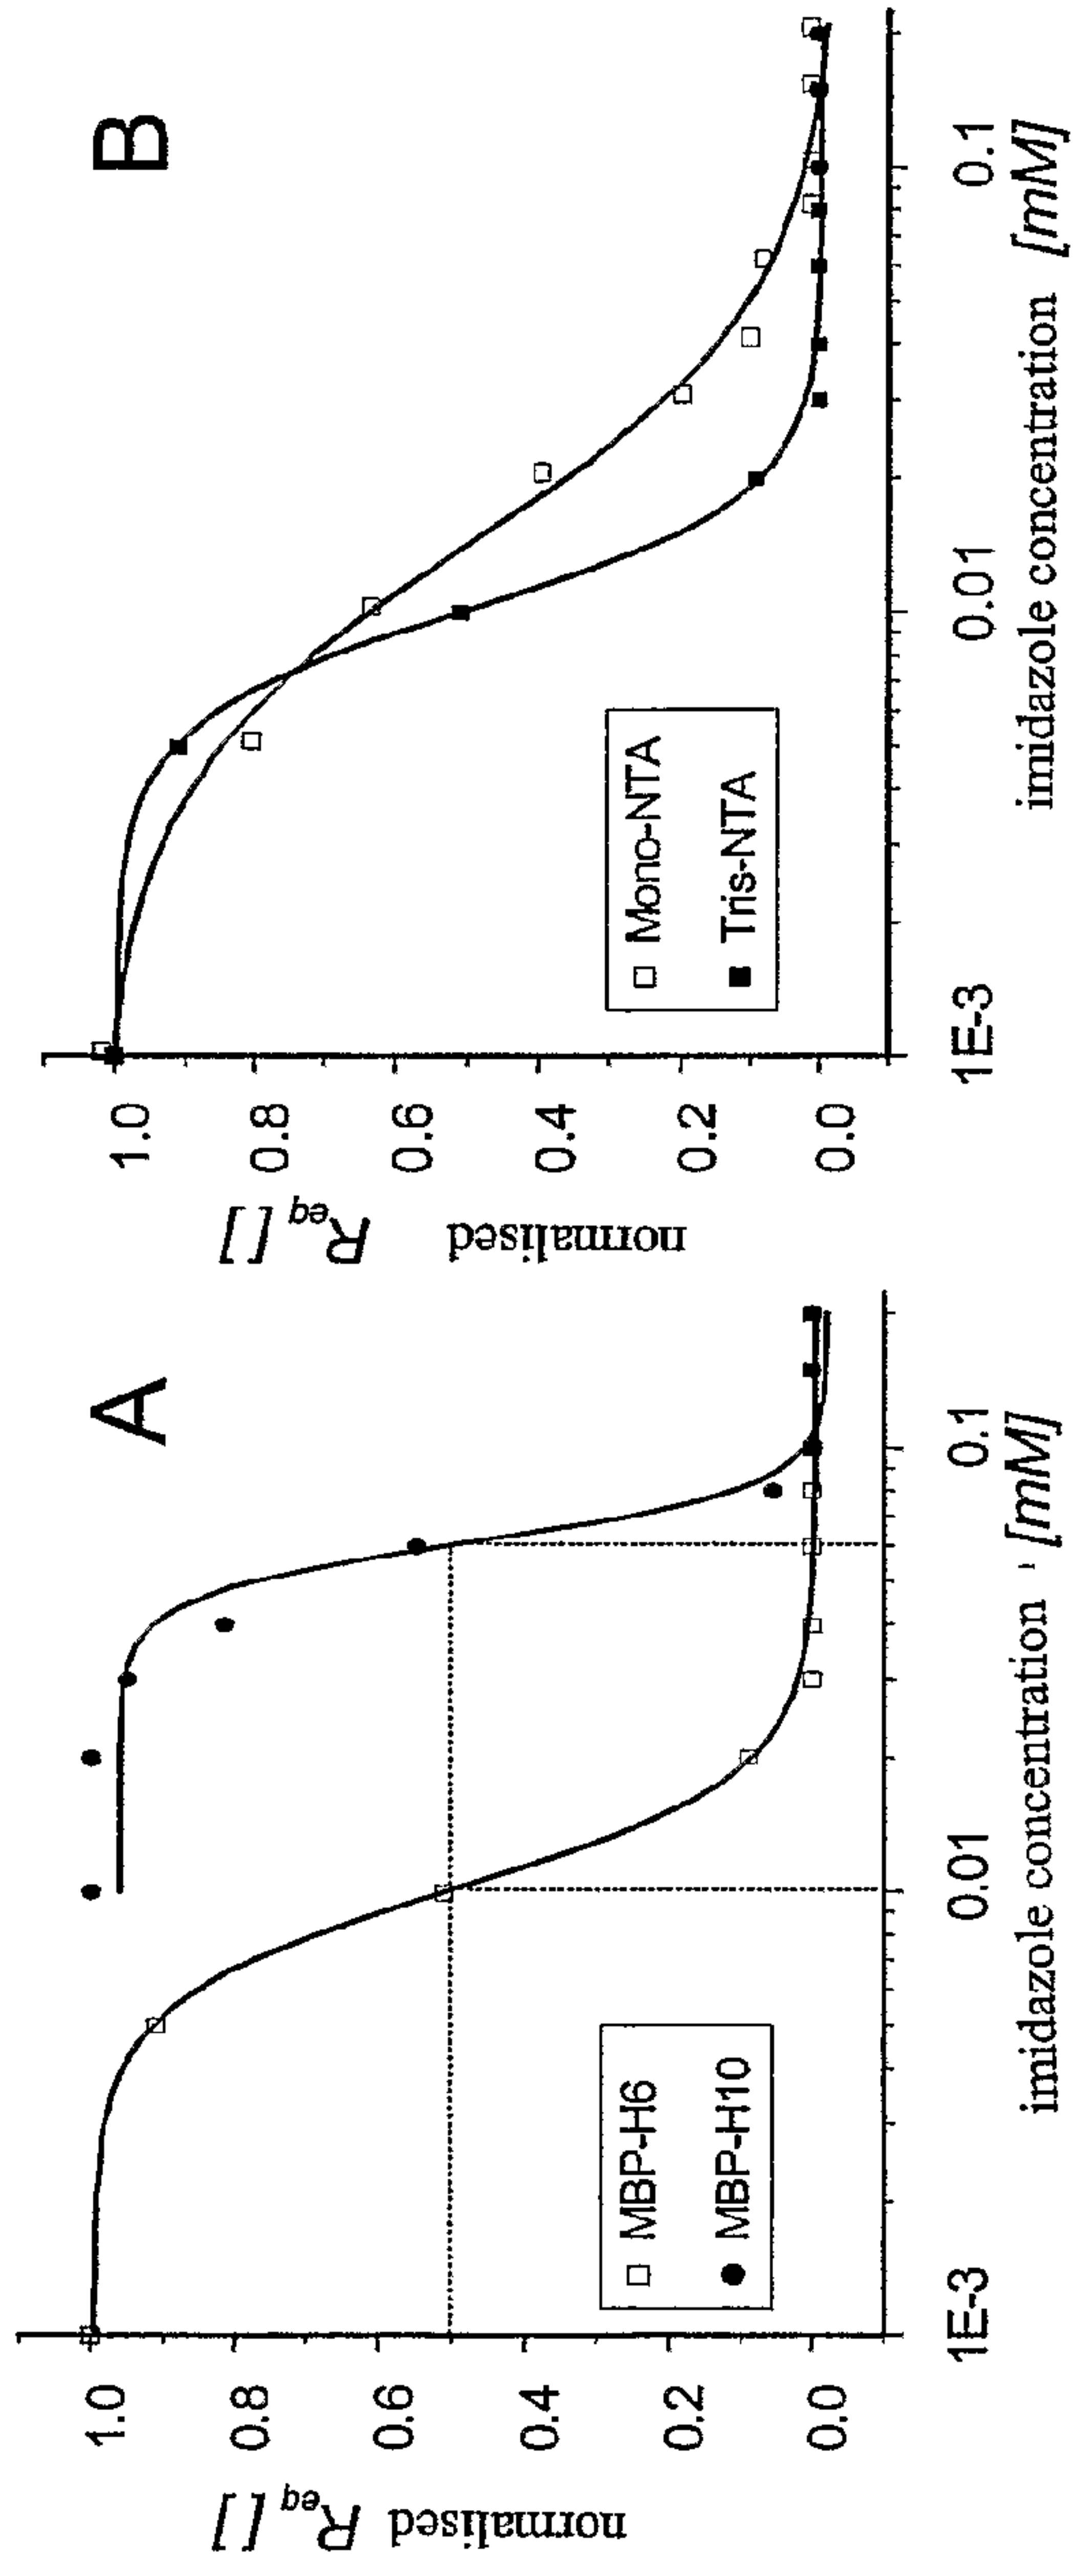 A
normalised R_eq [ ]
1.0
0.8
0.6
0.4
0.2
0.0
MBP-H6
MBP-H10
1E-3
0.01
0.1
imidazole concentration [mM]
B
normalised R_eq [ ]
1.0
0.8
0.6
0.4
0.2
0.0
Mono-NTA
Tris-NTA
1E-3
0.01
0.1
imidazole concentration [mM]